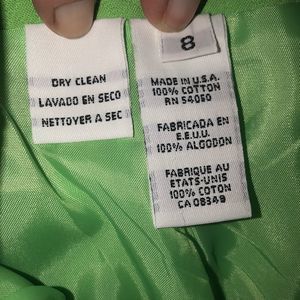 DRY CLEAN
LAVADO EN SECO
NETTOYER A SEC
8
MADE IN U.S.A.
100% COTTON
RN 54050
FABRICADA EN
E.E.U.U.
100% ALGODON
FABRIQUE AU
ETATS-UNIS
100% COTON
CA 08349